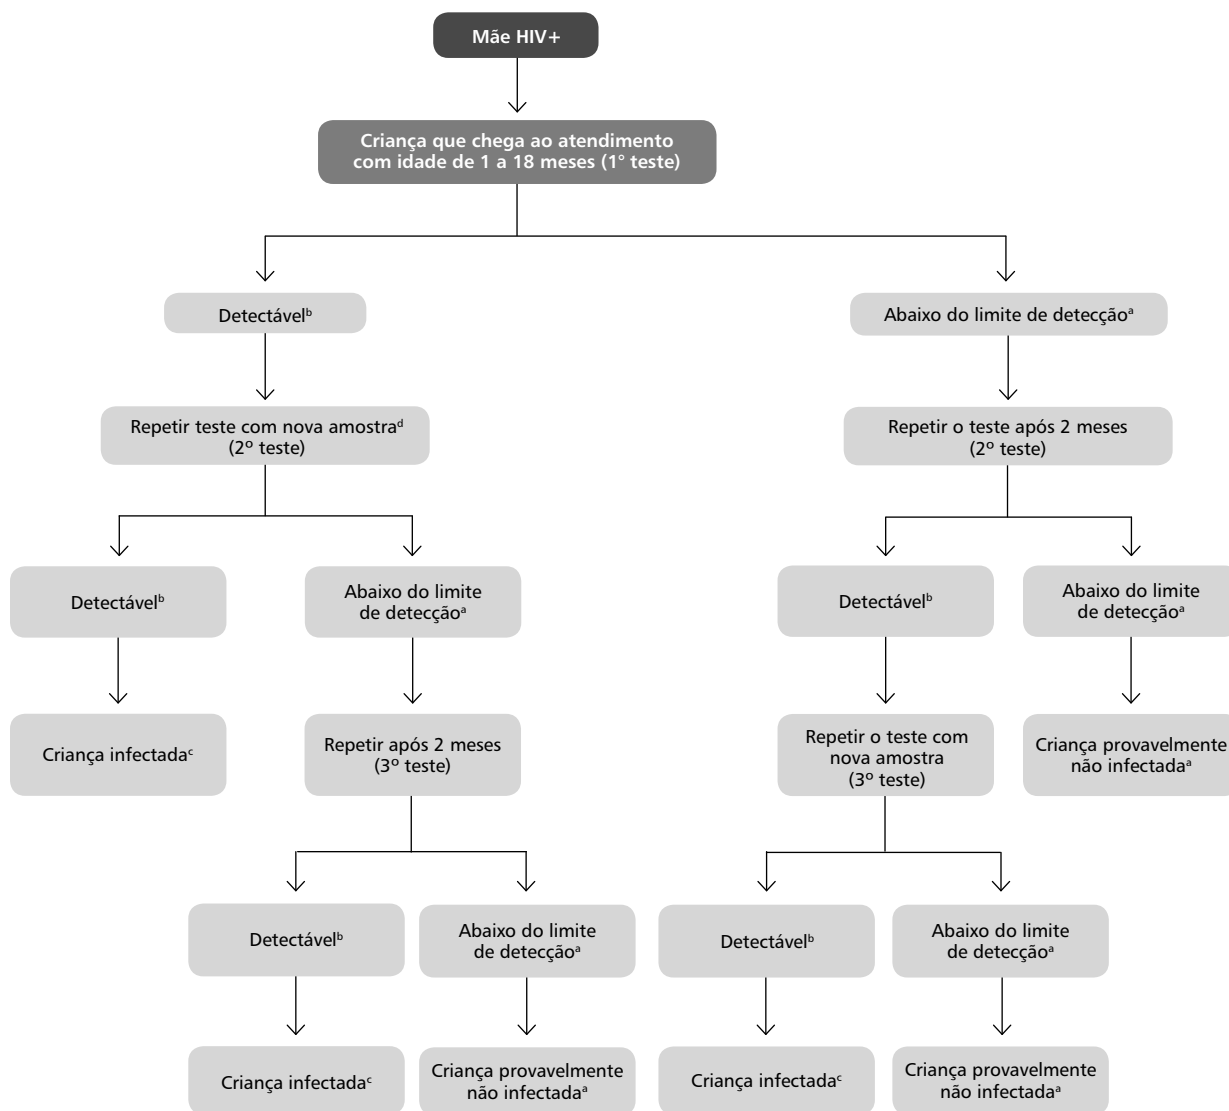 Mãe HIV+
Criança que chega ao atendimento
com idade de 1 a 18 meses (1° teste)
Detectávelᵇ
Abaixo do limite de detecçãoᵃ
Repetir teste com nova amostraᵈ
(2º teste)
Repetir o teste após 2 meses
(2º teste)
Detectávelᵇ
Abaixo do limite
de detecçãoᵃ
Detectávelᵇ
Abaixo do limite
de detecçãoᵃ
Criança infectadaᶜ
Repetir após 2 meses
(3º teste)
Repetir o teste com
nova amostra
(3º teste)
Criança provavelmente
não infectadaᵃ
Detectávelᵇ
Abaixo do limite
de detecçãoᵃ
Detectávelᵇ
Abaixo do limite
de detecçãoᵃ
Criança infectadaᶜ
Criança provavelmente
não infectadaᵃ
Criança infectadaᶜ
Criança provavelmente
não infectadaᵃ